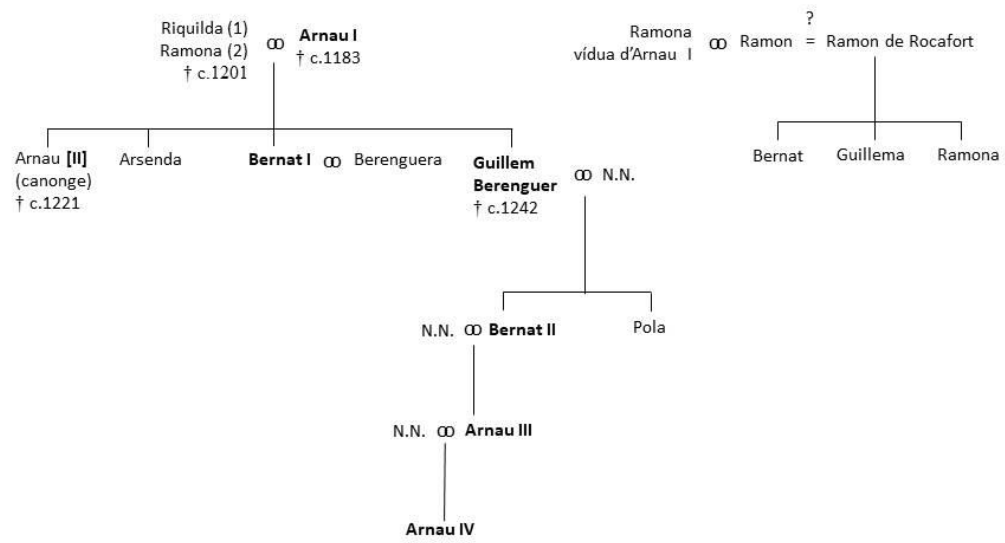 Riquilda (1)
Ramona (2)
† c.1201
ꝏ
Arnau I
† c.1183
Ramona
vídua d’Arnau I
ꝏ Ramon = Ramon de Rocafort
?
Arnau [II]
(canonge)
† c.1221
Arsenda
Bernat I ꝏ Berenguera
Guillem
Berenguer
† c.1242
ꝏ N.N.
Bernat Guillema Ramona
N.N. ꝏ Bernat II
Pola
N.N. ꝏ Arnau III
Arnau IV